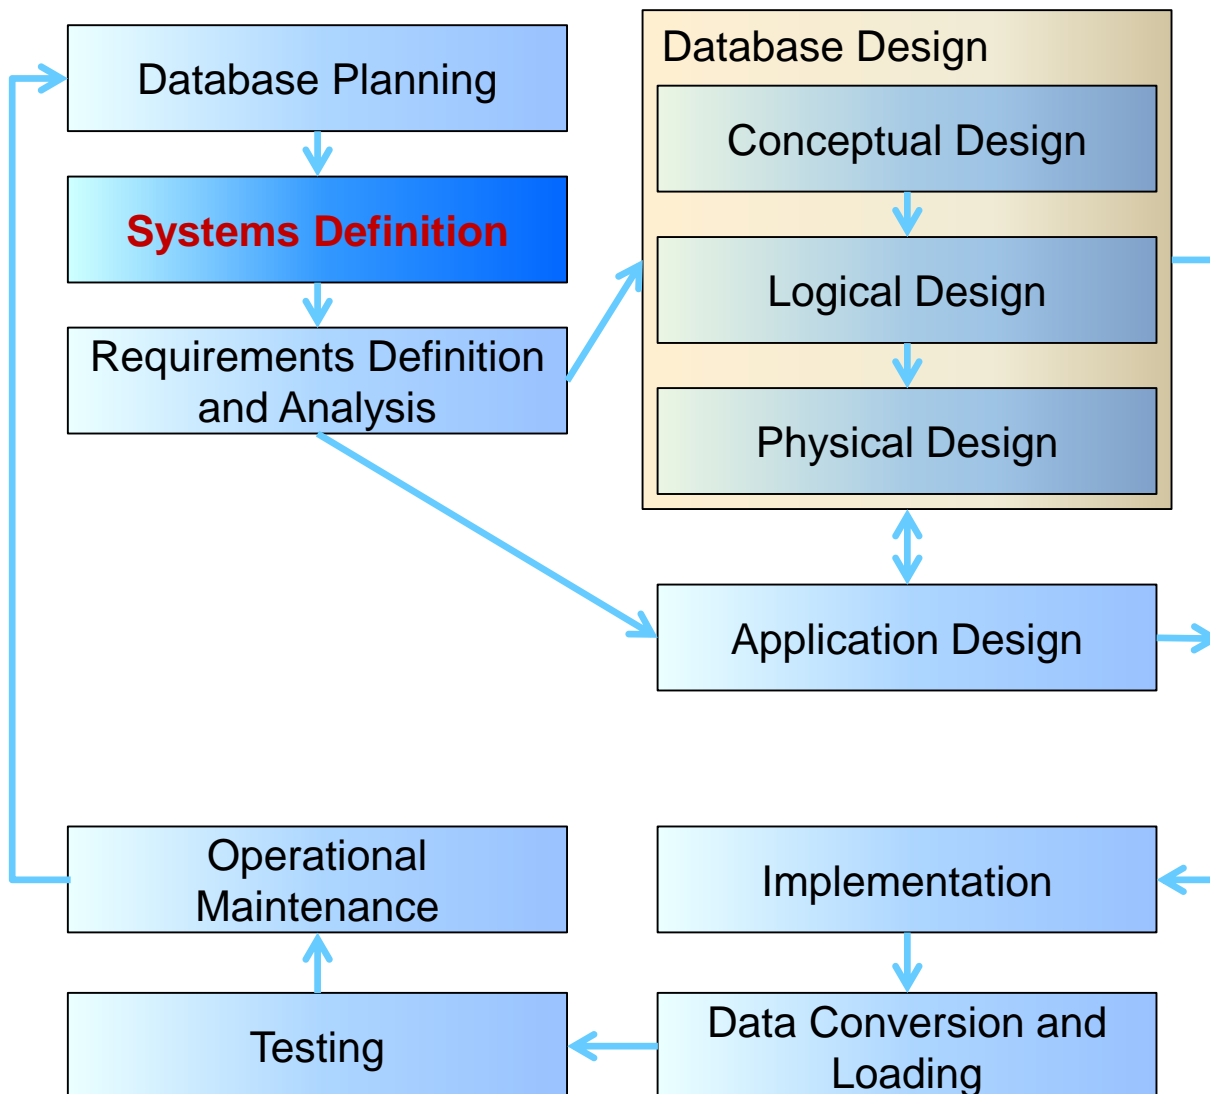 Database Planning
Systems Definition
Requirements Definition
and Analysis
Database Design
Conceptual Design
Logical Design
Physical Design
Application Design
Operational
Maintenance
Implementation
Testing
Data Conversion and
Loading